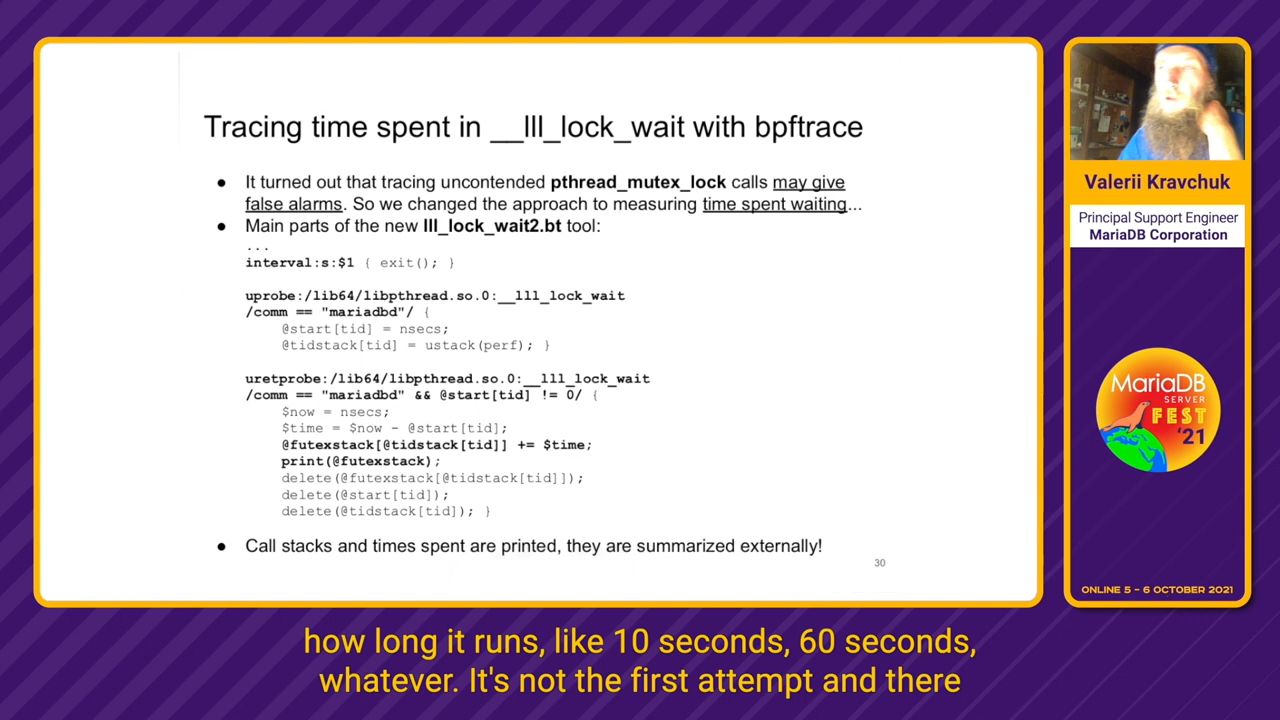 Tracing time spent in __lll_lock_wait with bpftrace
● It turned out that tracing uncontended pthread_mutex_lock calls may give
false alarms. So we changed the approach to measuring time spent waiting...
● Main parts of the new lll_lock_wait2.bt tool:
...
interval:s:$1 { exit(); }
uprobe:/lib64/libpthread.so.0:__lll_lock_wait
/comm == "mariadbd"/ {
@start[tid] = nsecs;
@tidstack[tid] = ustack(perf); }
uretprobe:/lib64/libpthread.so.0:__lll_lock_wait
/comm == "mariadbd" && @start[tid] != 0/ {
$now = nsecs;
$time = $now - @start[tid];
@futexstack[@tidstack[tid]] += $time;
print(@futexstack);
delete(@futexstack[@tidstack[tid]]);
delete(@start[tid]);
delete(@tidstack[tid]); }
● Call stacks and times spent are printed, they are summarized externally!
30
Valerii Kravchuk
Principal Support Engineer
MariaDB Corporation
MariaDB
SERVER
FEST
'21
ONLINE 5 - 6 OCTOBER 2021
how long it runs, like 10 seconds, 60 seconds,
whatever. It's not the first attempt and there